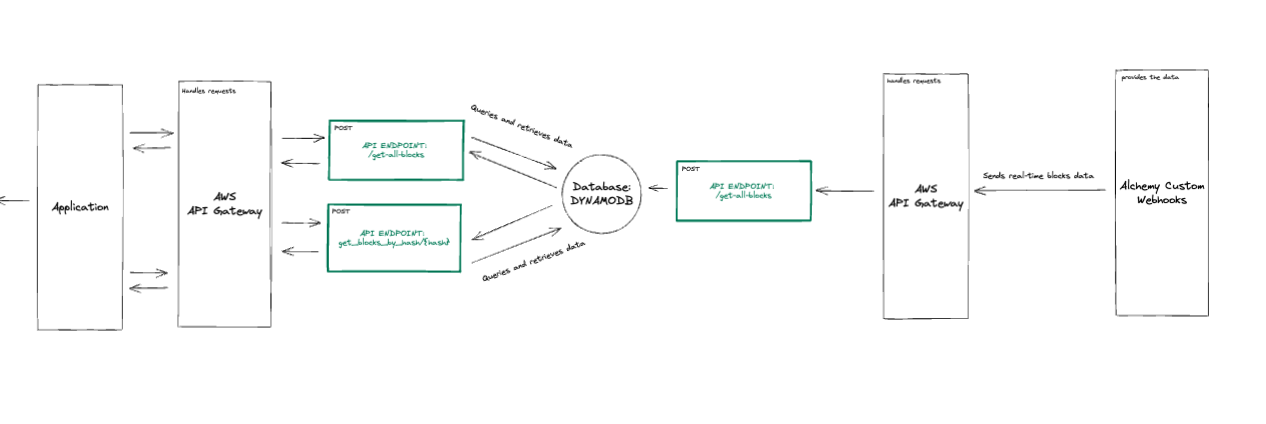 Application
Handles requests
AWS
API Gateway
POST
API ENDPOINT:
/get-all-blocks
POST
API ENDPOINT:
get_blocks_by_hash/{hash}
Queries and retrieves data
Queries and retrieves data
Database:
DYNAMODB
POST
API ENDPOINT:
/get-all-blocks
handles requests
AWS
API Gateway
Sends real-time blocks data
provides the data
Alchemy Custom
Webhooks